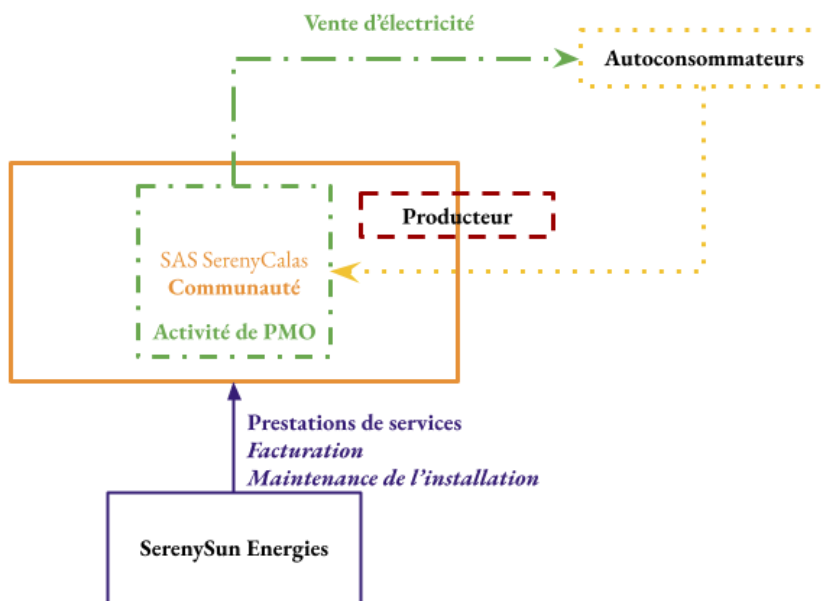 Vente d'électricité
Autoconsommateurs
Producteur
SAS SerenyCalas
Communauté
Activité de PMO
Prestations de services
Facturation
Maintenance de l'installation
SerenySun Energies